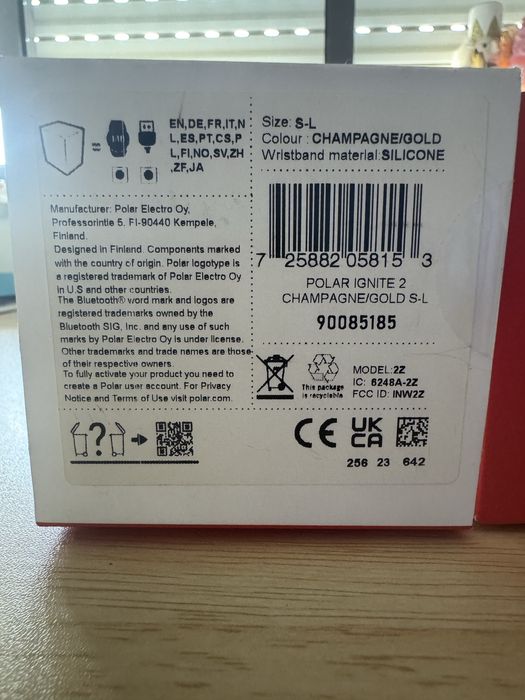 EN,DE,FR,IT,N
L,ES,PT,CS,P
L,FI,NO,SV,ZH
,ZF,JA
Size: S-L
Colour : CHAMPAGNE/GOLD
Wristband material:SILICONE
Manufacturer: Polar Electro Oy,
Professorintie 5. FI-90440 Kempele,
Finland.
Designed in Finland. Components marked
with the country of origin. Polar logotype is
a registered trademark of Polar Electro Oy
in U.S and other countries.
The Bluetooth® word mark and logos are
registered trademarks owned by the
Bluetooth SIG, Inc. and any use of such
marks by Polar Electro Oy is under license.
Other trademarks and trade names are those
of their respective owners.
To fully activate your product you need to
create a Polar user account. For Privacy
Notice and Terms of Use visit polar.com.
7 25882 05815 3
POLAR IGNITE 2
CHAMPAGNE/GOLD S-L
90085185
This package
is recyclable
MODEL:2Z
IC: 6248A-2Z
FCC ID: INW2Z
?
CE UK
CA
256 23 642